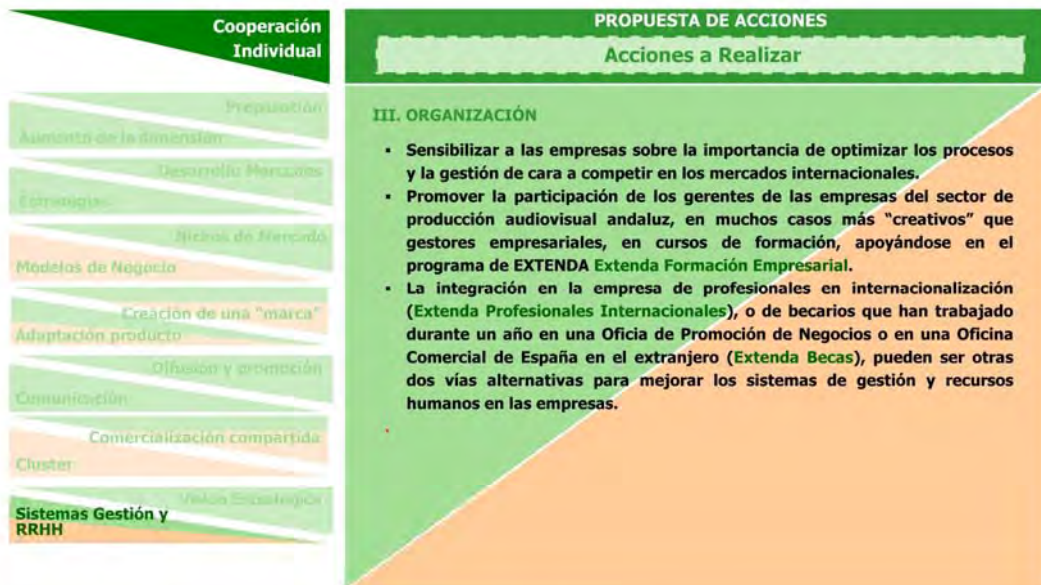 Cooperación
Individual
Preparación
Aumento de la dimensión
Desarrollo Mercados
Estrategias
Nichos de Mercado
Modelos de Negocio
Creación de una "marca"
Adaptación producto
Difusión y promoción
Comunicación
Comercialización compartida
Cluster
Visión Estratégica
Sistemas Gestión y
RRHH
PROPUESTA DE ACCIONES
Acciones a Realizar
III. ORGANIZACIÓN
▪ Sensibilizar a las empresas sobre la importancia de optimizar los procesos
y la gestión de cara a competir en los mercados internacionales.
▪ Promover la participación de los gerentes de las empresas del sector de
producción audiovisual andaluz, en muchos casos más “creativos” que
gestores empresariales, en cursos de formación, apoyándose en el
programa de EXTENDA Extenda Formación Empresarial.
▪ La integración en la empresa de profesionales en internacionalización
(Extenda Profesionales Internacionales), o de becarios que han trabajado
durante un año en una Oficia de Promoción de Negocios o en una Oficina
Comercial de España en el extranjero (Extenda Becas), pueden ser otras
dos vías alternativas para mejorar los sistemas de gestión y recursos
humanos en las empresas.